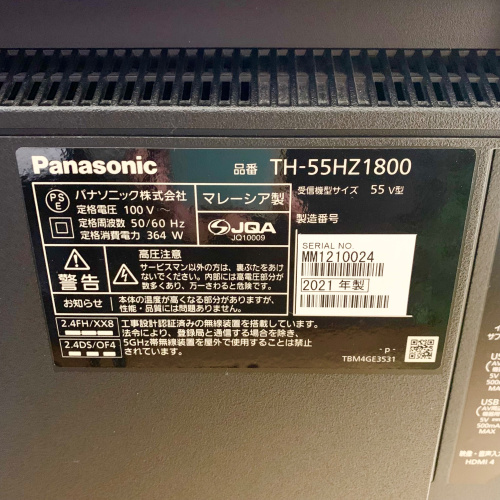 Panasonic
品番 TH-55HZ1800
受信機型サイズ 55 V型
PS
E
パナソニック株式会社
定格電圧 100 V～
定格周波数 50/60 Hz
定格消費電力 364 W
マレーシア製
JQA
JQ10009
製造番号
SERIAL NO.
MM1210024
2021 年製
警告
高圧注意
サービスマン以外の方は、裏ぶたをあけ
ないでください。内部には高電圧部分が
数多くあり、万一さわると危険です。
お知らせ
本体の温度が高くなる部分がありますが、
性能・品質には問題ありません。
2.4FH/XX8
2.4DS/OF4
工事設計認証済みの無線装置を搭載しています。
法令により、登録局と通信する場合を除き、
5GHz帯無線装置を屋外で使用することは禁止
されています。
- p -
TBM4GE3531
USB
5V
500mA
MAX
USB
5V
500mA
MAX
HDMI 4